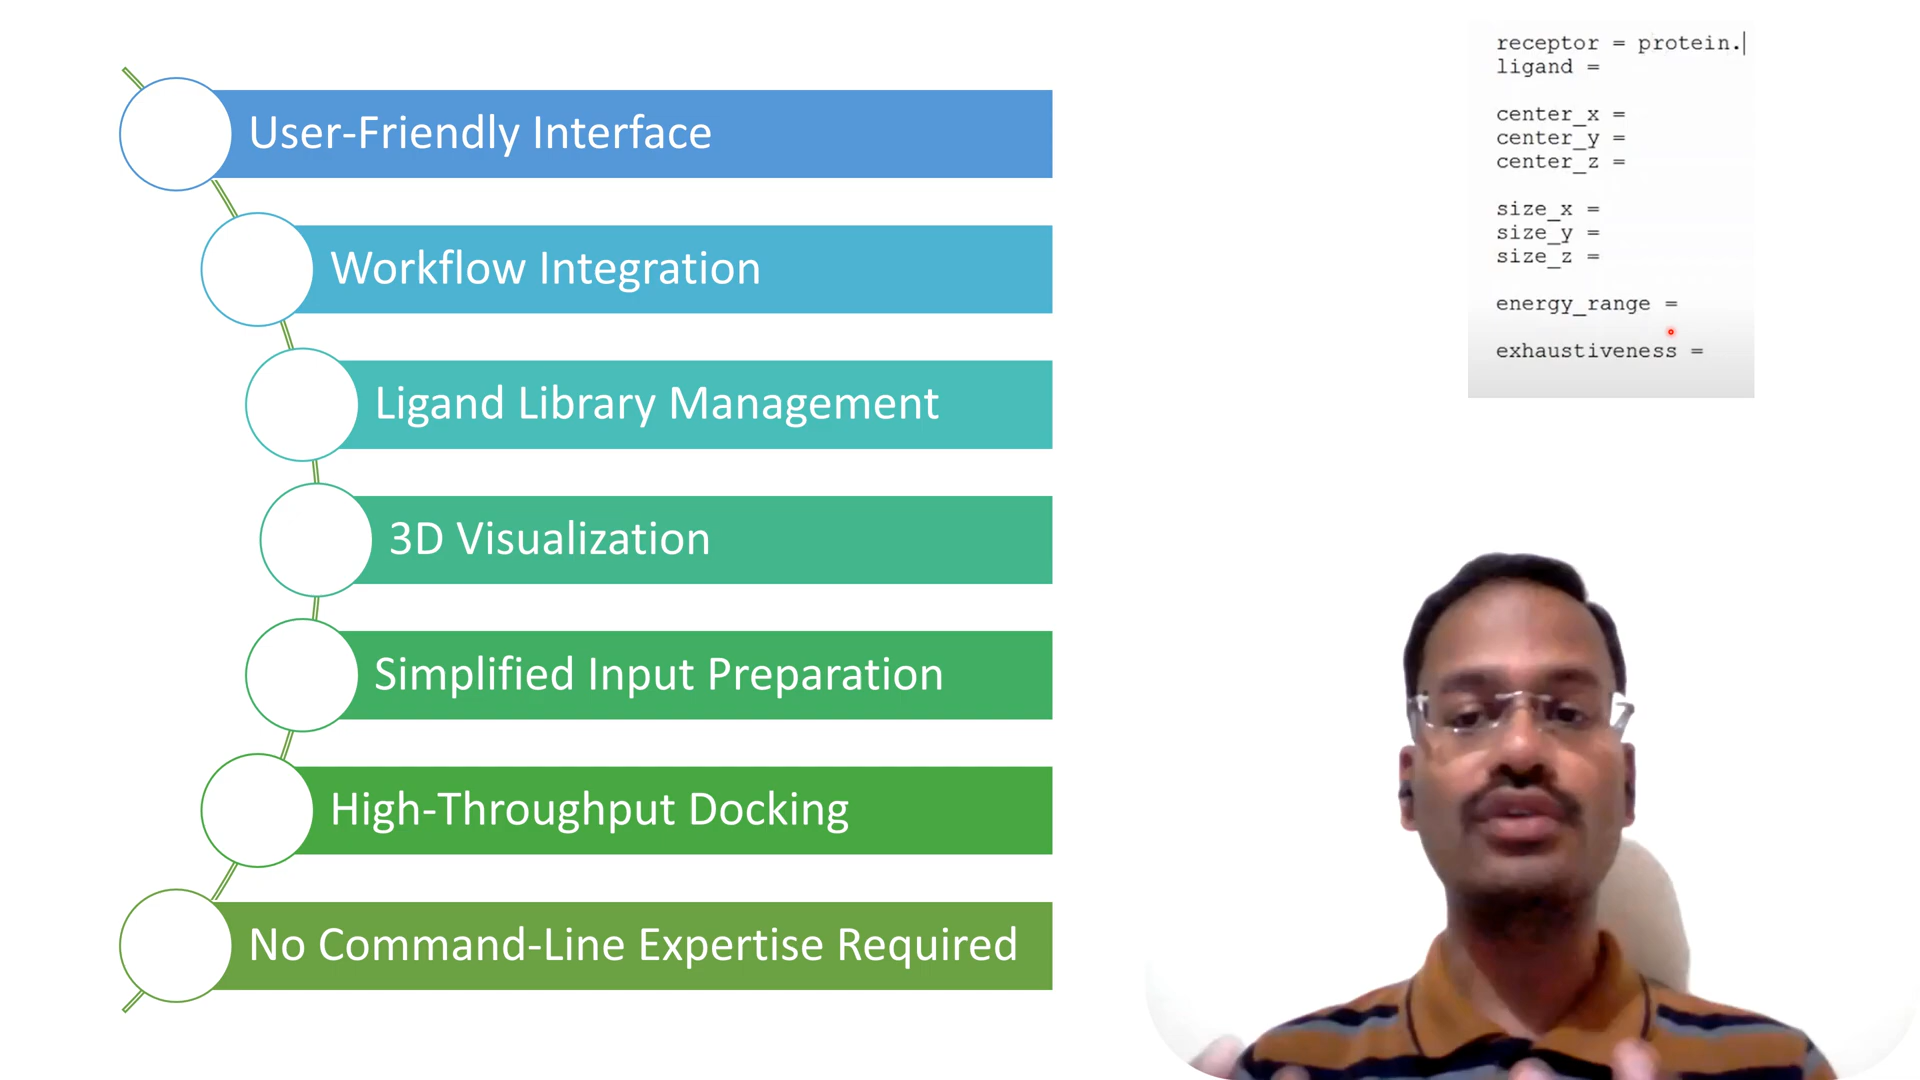 User-Friendly Interface
Workflow Integration
Ligand Library Management
3D Visualization
Simplified Input Preparation
High-Throughput Docking
No Command-Line Expertise Required
receptor = protein.
ligand =
center_x =
center_y =
center_z =
size_x =
size_y =
size_z =
energy_range =
exhaustiveness =